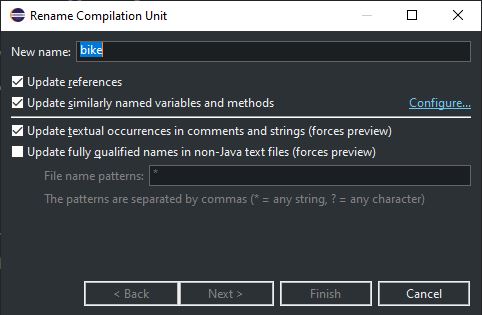 Rename Compilation Unit
New name: bike
Update references
Update similarly named variables and methods Configure...
Update textual occurrences in comments and strings (forces preview)
Update fully qualified names in non-Java text files (forces preview)
File name patterns: *
The patterns are separated by commas (* = any string, ? = any character)
< Back Next > Finish Cancel